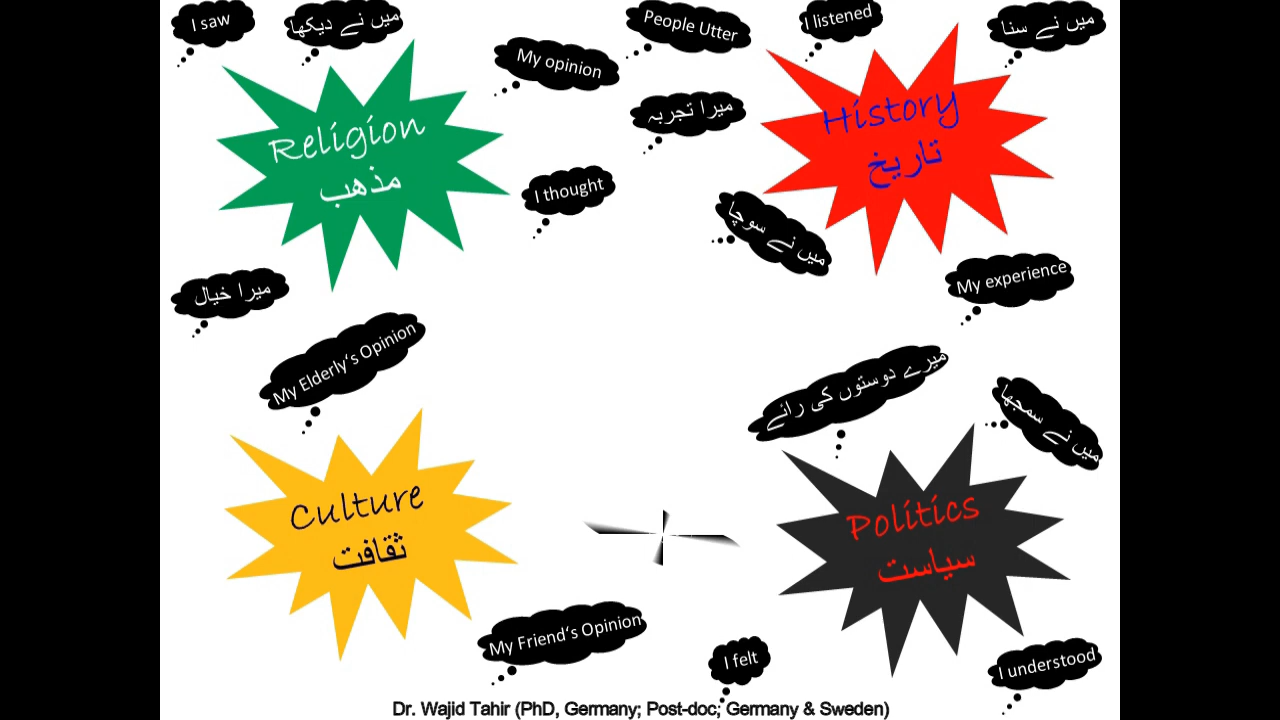 I saw
میں نے دیکھا
People Utter
I listened
میں نے سنا
My opinion
میرا تجربہ
Religion
مذهب
History
تاریخ
I thought
میں نے سوچا
My experience
میرا خیال
My Elderly‘s Opinion
میرے دوستوں کی رائے
میں نے سمجھا
Culture
ثقافت
Politics
سیاست
My Friend‘s Opinion
I felt
I understood
Dr. Wajid Tahir (PhD, Germany; Post-doc; Germany & Sweden)